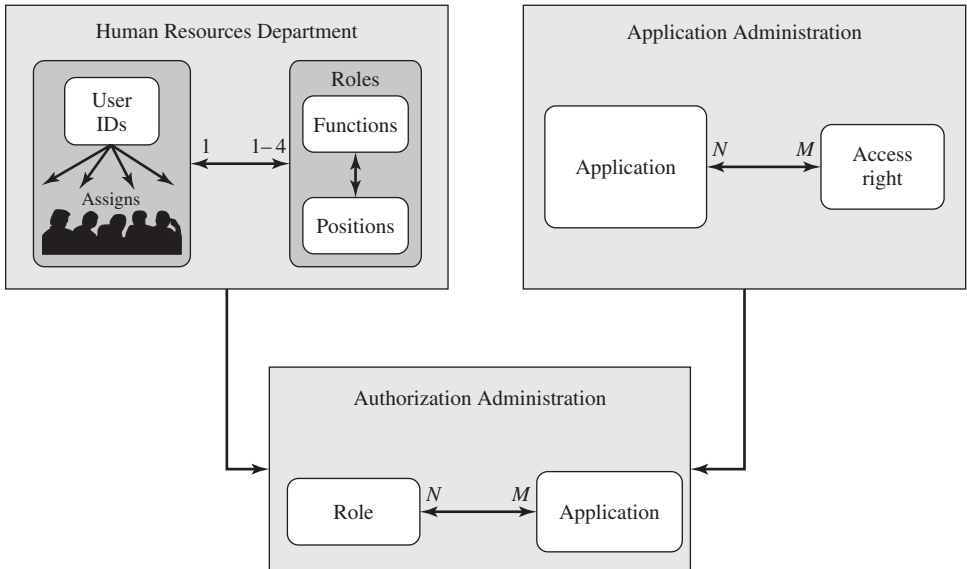 Human Resources Department
User
IDs
Assigns
1
1–4
Roles
Functions
Positions
Application Administration
Application
N
M
Access
right
Authorization Administration
Role
N
M
Application